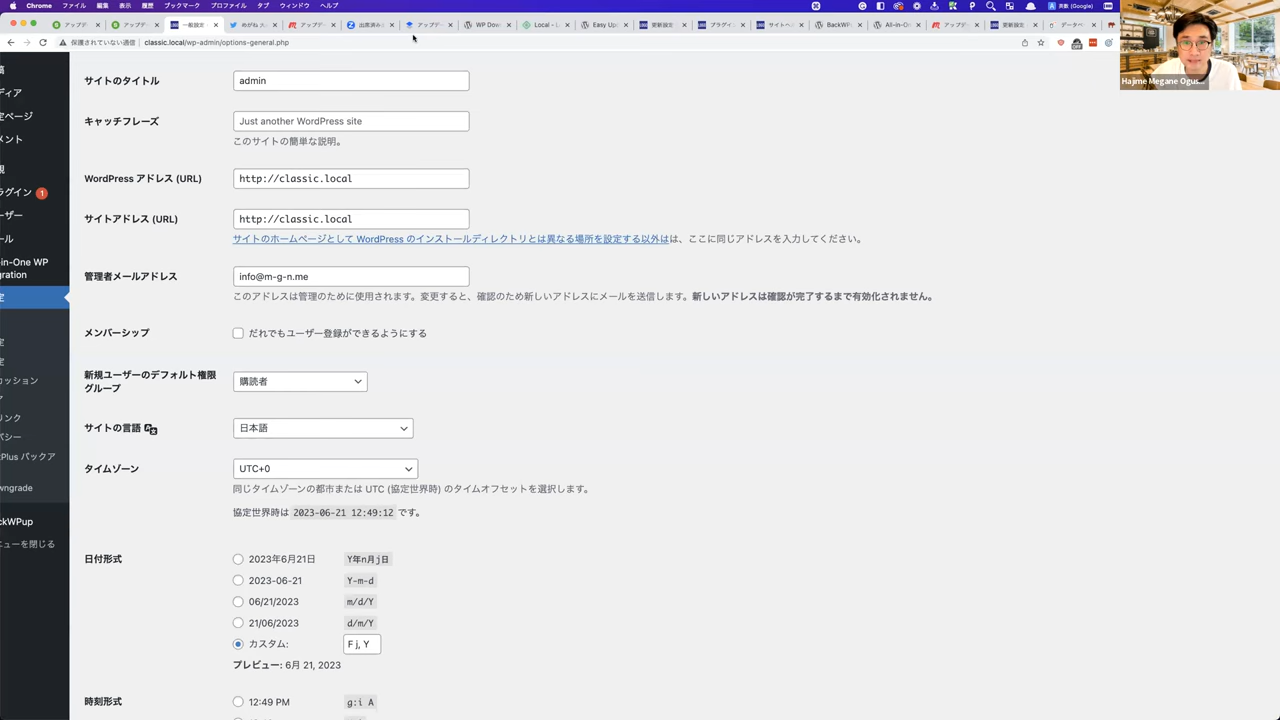 Chrome ファイル 編集 表示 履歴 ブックマーク プロファイル タブ ウィンドウ ヘルプ 英数 (Google)
アップデ 一般設定 めがね アップデ 出黒済み アップデ WP Dov Local – L Easy Up 更新設定 プラグイ サイトヘ BackWP All-in-On アップデ 更新設定 データベ
保護されていない通信 classic.local/wp-admin/options-general.php
Hajime Megane Ogus...
稿
ディア
定ページ
メント
観
ラグイン 1
ーザー
ール
-in-One WP
gration
定
定
定
カッション
ア
リンク
バシー
tPlus バックア
wngrade
ckWPup
ニューを閉じる
サイトのタイトル admin
キャッチフレーズ Just another WordPress site
このサイトの簡単な説明。
WordPress アドレス (URL) http://classic.local
サイトアドレス (URL) http://classic.local
サイトのホームページとして WordPress のインストールディレクトリとは異なる場所を設定する以外はは、ここに同じアドレスを入力してください。
管理者メールアドレス info@m-g-n.me
このアドレスは管理のために使用されます。変更すると、確認のため新しいアドレスにメールを送信します。新しいアドレスは確認が完了するまで有効化されません。
メンバーシップ だれでもユーザー登録ができるようにする
新規ユーザーのデフォルト権限
グループ 購読者
サイトの言語 日本語
タイムゾーン UTC+0
同じタイムゾーンの都市または UTC (協定世界時) のタイムオフセットを選択します。
協定世界時は 2023-06-21 12:49:12 です。
日付形式 2023年6月21日 Y年n月j日
2023-06-21 Y-m-d
06/21/2023 m/d/Y
21/06/2023 d/m/Y
カスタム: F j, Y
プレビュー: 6月 21, 2023
時刻形式 12:49 PM g:i A